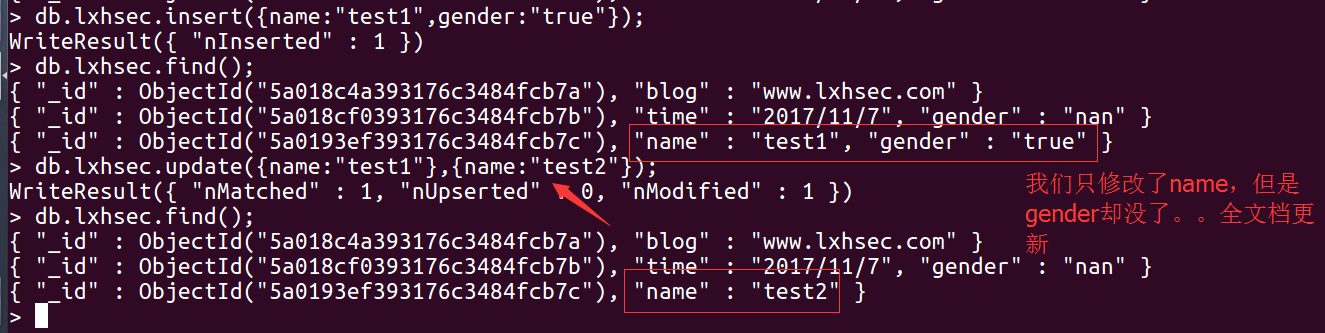 > db.lxhsec.insert({name:"test1",gender:"true"});
WriteResult({ "nInserted" : 1 })
> db.lxhsec.find();
{ "_id" : ObjectId("5a018c4a393176c3484fcb7a"), "blog" : "www.lxhsec.com" }
{ "_id" : ObjectId("5a018cf0393176c3484fcb7b"), "time" : "2017/11/7", "gender" : "nan" }
{ "_id" : ObjectId("5a0193ef393176c3484fcb7c"), "name" : "test1", "gender" : "true" }
> db.lxhsec.update({name:"test1"},{name:"test2"});
WriteResult({ "nMatched" : 1, "nUpserted" : 0, "nModified" : 1 })
> db.lxhsec.find();
{ "_id" : ObjectId("5a018c4a393176c3484fcb7a"), "blog" : "www.lxhsec.com" }
{ "_id" : ObjectId("5a018cf0393176c3484fcb7b"), "time" : "2017/11/7", "gender" : "nan" }
{ "_id" : ObjectId("5a0193ef393176c3484fcb7c"), "name" : "test2" }
>
我们只修改了name，但是
gender却没了。。全文档更
新